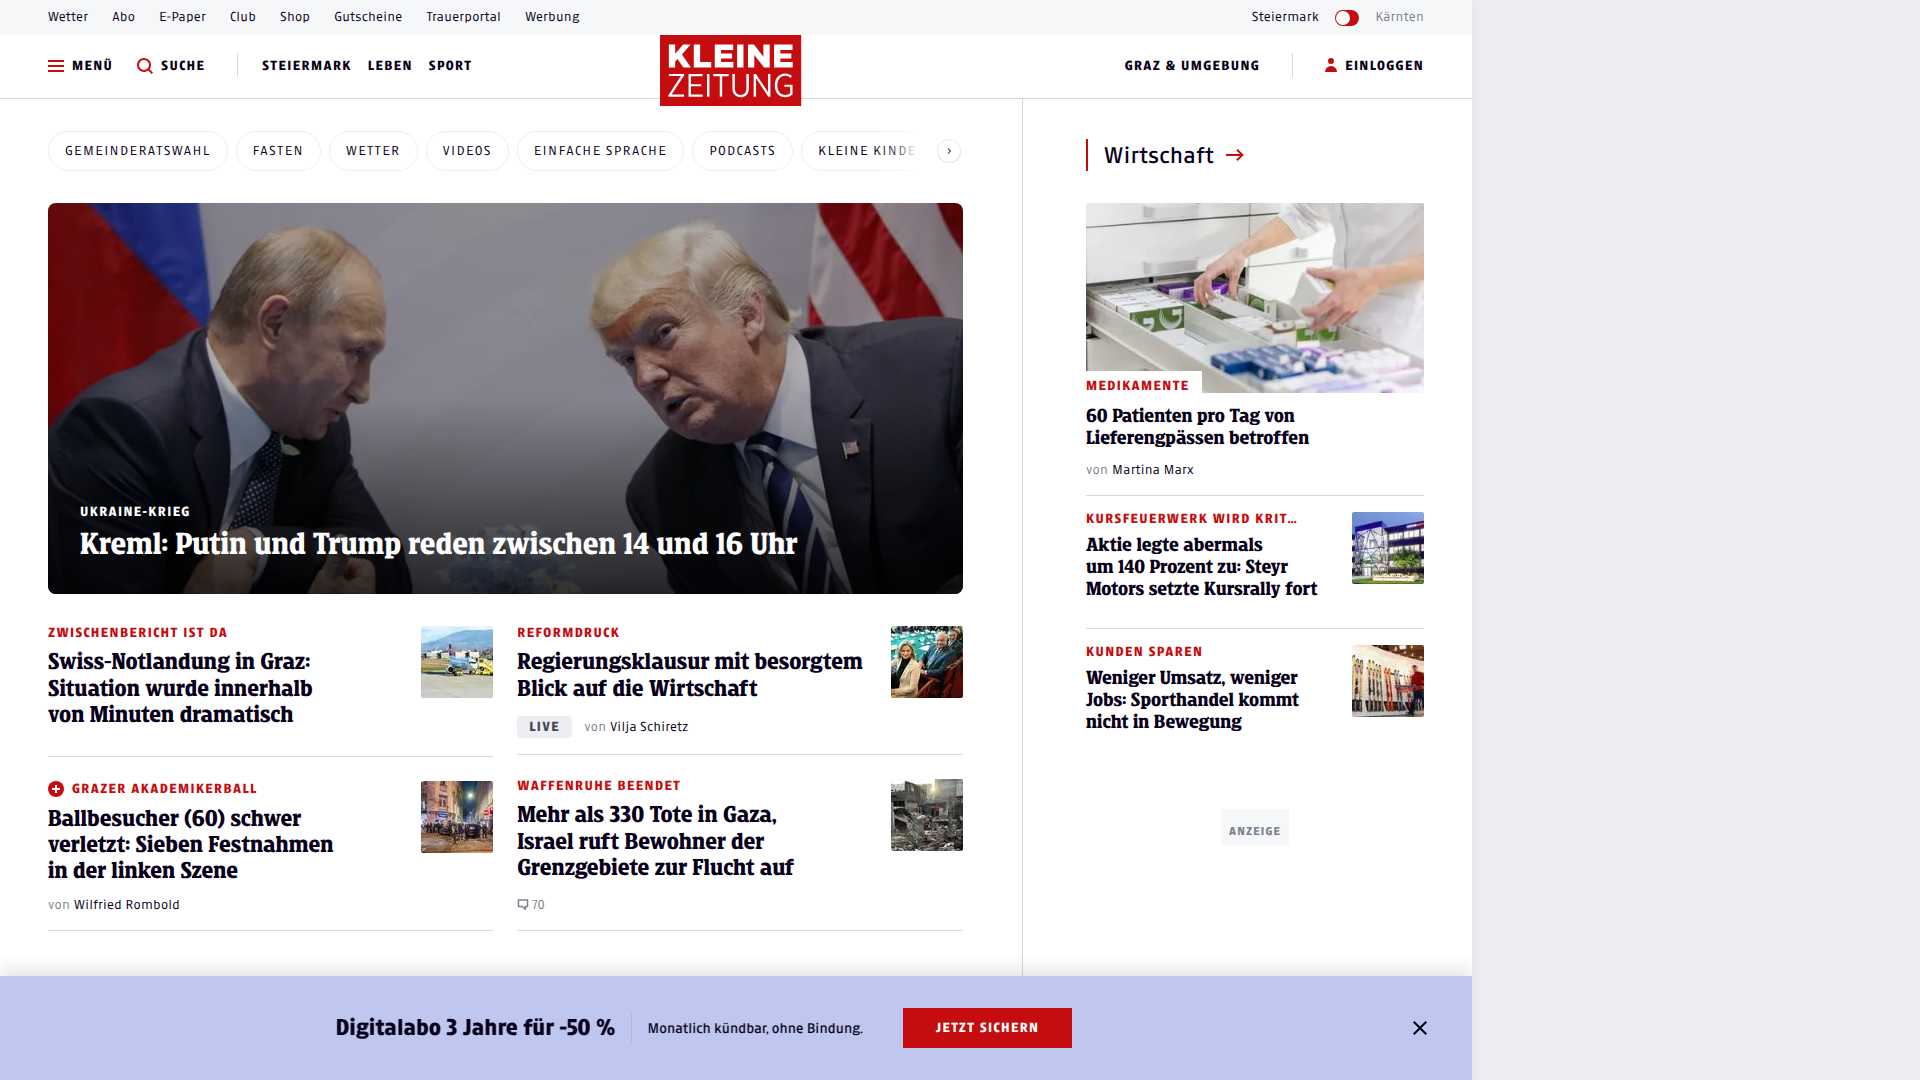 Wetter Abo E-Paper Club Shop Gutscheine Trauerportal Werbung Steiermark Kärnten
MENÜ SUCHE STEIERMARK LEBEN SPORT KLEINE ZEITUNG GRAZ & UMGEBUNG EINLOGGEN
GEMEINDERATSWAHL FASTEN WETTER VIDEOS EINFACHE SPRACHE PODCASTS KLEINE KINDE
UKRAINE-KRIEG
Kreml: Putin und Trump reden zwischen 14 und 16 Uhr
ZWISCHENBERICHT IST DA
Swiss-Notlandung in Graz:
Situation wurde innerhalb
von Minuten dramatisch
REFORMDRUCK
Regierungsklausur mit besorgtem
Blick auf die Wirtschaft
LIVE von Vilja Schiretz
GRAZER AKADEMIKERBALL
Ballbesucher (60) schwer
verletzt: Sieben Festnahmen
in der linken Szene
von Wilfried Rombold
WAFFENRUHE BEENDET
Mehr als 330 Tote in Gaza,
Israel ruft Bewohner der
Grenzgebiete zur Flucht auf
70
Wirtschaft
MEDIKAMENTE
60 Patienten pro Tag von
Lieferengpässen betroffen
von Martina Marx
KURSFEUERWERK WIRD KRIT...
Aktie legte abermals
um 140 Prozent zu: Steyr
Motors setzte Kursrally fort
KUNDEN SPAREN
Weniger Umsatz, weniger
Jobs: Sporthandel kommt
nicht in Bewegung
ANZEIGE
Digitalabo 3 Jahre für -50 % Monatlich kündbar, ohne Bindung. JETZT SICHERN